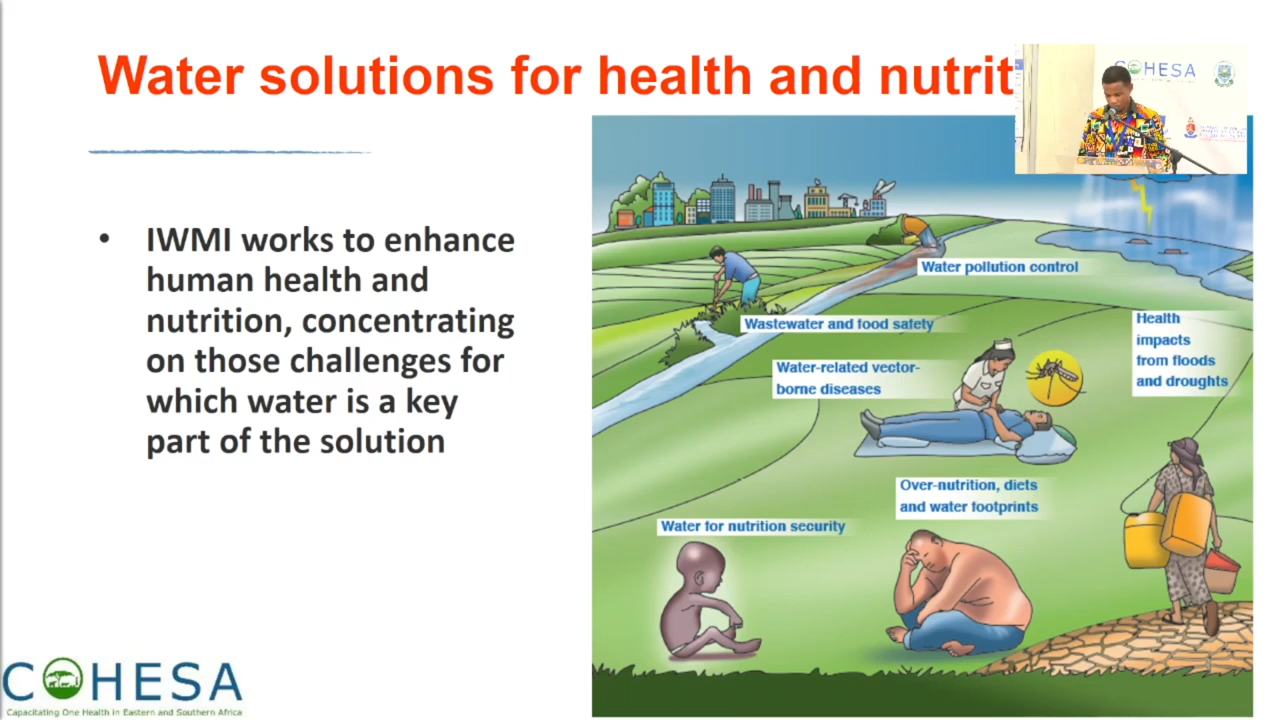 Water solutions for health and nutrit
COHESA
• IWMI works to enhance
human health and
nutrition, concentrating
on those challenges for
which water is a key
part of the solution
Water pollution control
Wastewater and food safety
Health
impacts
from floods
and droughts
Water-related vector-
borne diseases
Over-nutrition, diets
and water footprints
Water for nutrition security
COHESA
Capacitating One Health in Eastern and Southern Africa